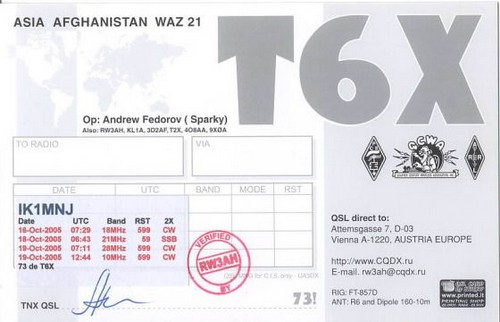 ASIA AFGHANISTAN WAZ 21
T6X
Op: Andrew Fedorov ( Sparky)
Also: RW3AH, KL1A, 3D2AF, T2X, 4O8AA, 9XØA
TO RADIO
VIA
DATE UTC BAND MODE RST
IK1MNJ
Date UTC Band RST 2X
16-Oct-2005 07:29 18MHz 599 CW
18-Oct-2005 06:43 21MHz 59 SSB
19-Oct-2005 07:11 28MHz 599 CW
19-Oct-2005 12:44 10MHz 599 CW
73 de T6X
VERIFIED
RW3AH
BY
TNX QSL
73!
QSL direct to:
Attemsgasse 7, D-03
Vienna A-1220, AUSTRIA EUROPE
http://www.CQDX.ru
E-mail. rw3ah@cqdx.ru
RIG: FT-857D
ANT: R6 and Dipole 160-10m
www.printed.it